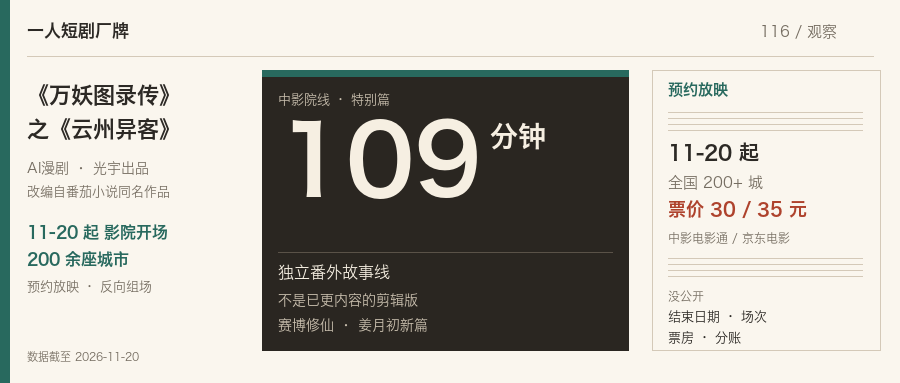 一人短剧厂牌
116 / 观察
《万妖图录传》
之《云州异客》
AI漫剧 · 光宇出品
改编自番茄小说同名作品
11-20 起 影院开场
200 余座城市
预约放映 · 反向组场
数据截至 2026-11-20
中影院线 · 特别篇
109 分钟
独立番外故事线
不是已更内容的剪辑版
赛博修仙 · 姜月初新篇
预约放映
11-20 起
全国 200+ 城
票价 30 / 35 元
中影电影通 / 京东电影
没公开
结束日期 · 场次
票房 · 分账